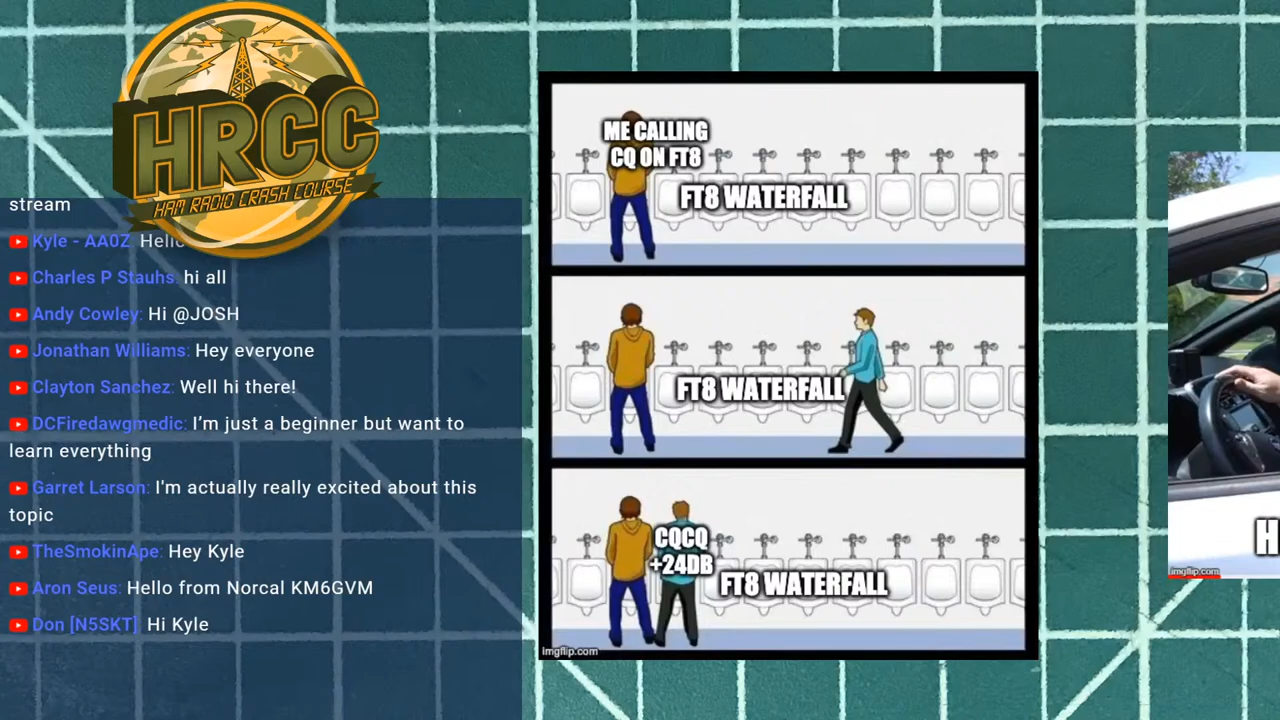 HRCC
HAM RADIO CRASH COURSE
stream
Kyle - AA0Z: Hello
Charles P Stauhs: hi all
Andy Cowley: Hi @JOSH
Jonathan Williams: Hey everyone
Clayton Sanchez: Well hi there!
DCFiredawgmedic: I’m just a beginner but want to
learn everything
Garret Larson: I'm actually really excited about this
topic
TheSmokinApe: Hey Kyle
Aron Seus: Hello from Norcal KM6GVM
Don [N5SKT]: Hi Kyle
ME CALLING
CQ ON FT8
FT8 WATERFALL
FT8 WATERFALL
CQCQ
+24DB
FT8 WATERFALL
imgflip.com
H
imgflip.com